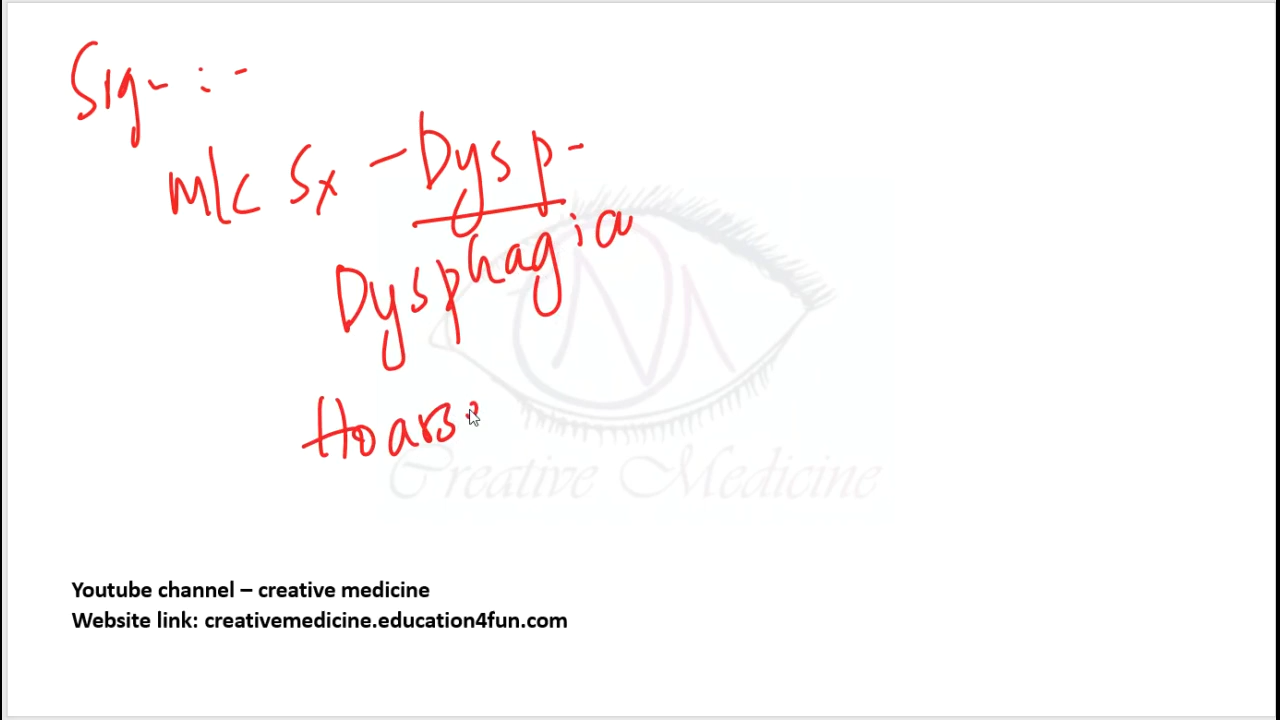 Sign :-
M/C Sx - Dysp -
Dysphagia
Hoars
Creative Medicine
Youtube channel – creative medicine
Website link: creativemedicine.education4fun.com